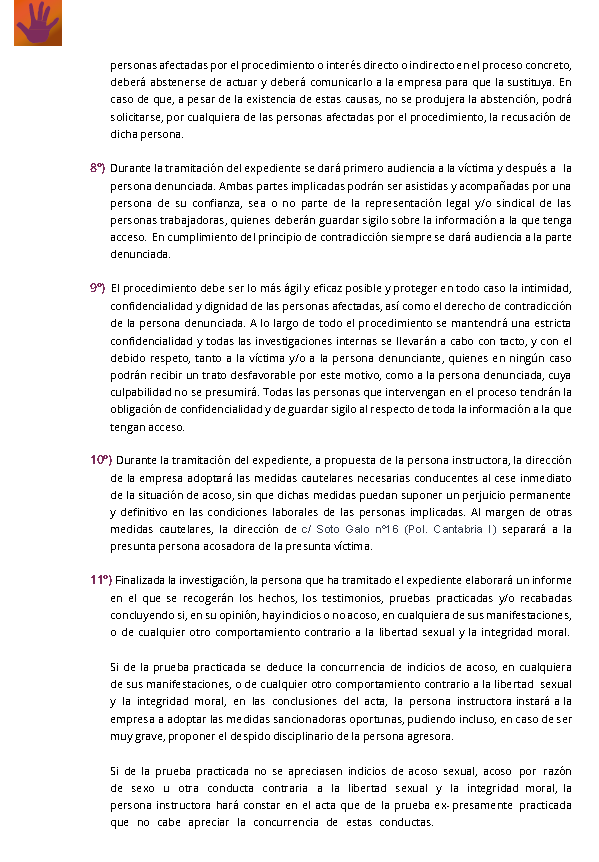 personas afectadas por el procedimiento o interés directo o indirecto en el proceso concreto,
deberá abstenerse de actuar y deberá comunicarlo a la empresa para que la sustituya. En
caso de que, a pesar de la existencia de estas causas, no se produjera la abstención, podrá
solicitarse, por cualquiera de las personas afectadas por el procedimiento, la recusación de
dicha persona.
8º) Durante la tramitación del expediente se dará primero audiencia a la víctima y después a la
persona denunciada. Ambas partes implicadas podrán ser asistidas y acompañadas por una
persona de su confianza, sea o no parte de la representación legal y/o sindical de las
personas trabajadoras, quienes deberán guardar sigilo sobre la información a la que tenga
acceso. En cumplimiento del principio de contradicción siempre se dará audiencia a la parte
denunciada.
9º) El procedimiento debe ser lo más ágil y eficaz posible y proteger en todo caso la intimidad,
confidencialidad y dignidad de las personas afectadas, así como el derecho de contradicción
de la persona denunciada. A lo largo de todo el procedimiento se mantendrá una estricta
confidencialidad y todas las investigaciones internas se llevarán a cabo con tacto, y con el
debido respeto, tanto a la víctima y/o a la persona denunciante, quienes en ningún caso
podrán recibir un trato desfavorable por este motivo, como a la persona denunciada, cuya
culpabilidad no se presumirá. Todas las personas que intervengan en el proceso tendrán la
obligación de confidencialidad y de guardar sigilo al respecto de toda la información a la que
tengan acceso.
10º) Durante la tramitación del expediente, a propuesta de la persona instructora, la dirección
de la empresa adoptará las medidas cautelares necesarias conducentes al cese inmediato
de la situación de acoso, sin que dichas medidas puedan suponer un perjuicio permanente
y definitivo en las condiciones laborales de las personas implicadas. Al margen de otras
medidas cautelares, la dirección de c/ Soto Galo nº16 (Pol. Cantabria I) separará a la
presunta persona acosadora de la presunta víctima.
11º) Finalizada la investigación, la persona que ha tramitado el expediente elaborará un informe
en el que se recogerán los hechos, los testimonios, pruebas practicadas y/o recabadas
concluyendo si, en su opinión, hay indicios o no acoso, en cualquiera de sus manifestaciones,
o de cualquier otro comportamiento contrario a la libertad sexual y la integridad moral.
Si de la prueba practicada se deduce la concurrencia de indicios de acoso, en cualquiera
de sus manifestaciones, o de cualquier otro comportamiento contrario a la libertad sexual
y la integridad moral, en las conclusiones del acta, la persona instructora instará a la
empresa a adoptar las medidas sancionadoras oportunas, pudiendo incluso, en caso de ser
muy grave, proponer el despido disciplinario de la persona agresora.
Si de la prueba practicada no se apreciasen indicios de acoso sexual, acoso por razón
de sexo u otra conducta contraria a la libertad sexual y la integridad moral, la
persona instructora hará constar en el acta que de la prueba ex- presamente practicada
que no cabe apreciar la concurrencia de estas conductas.